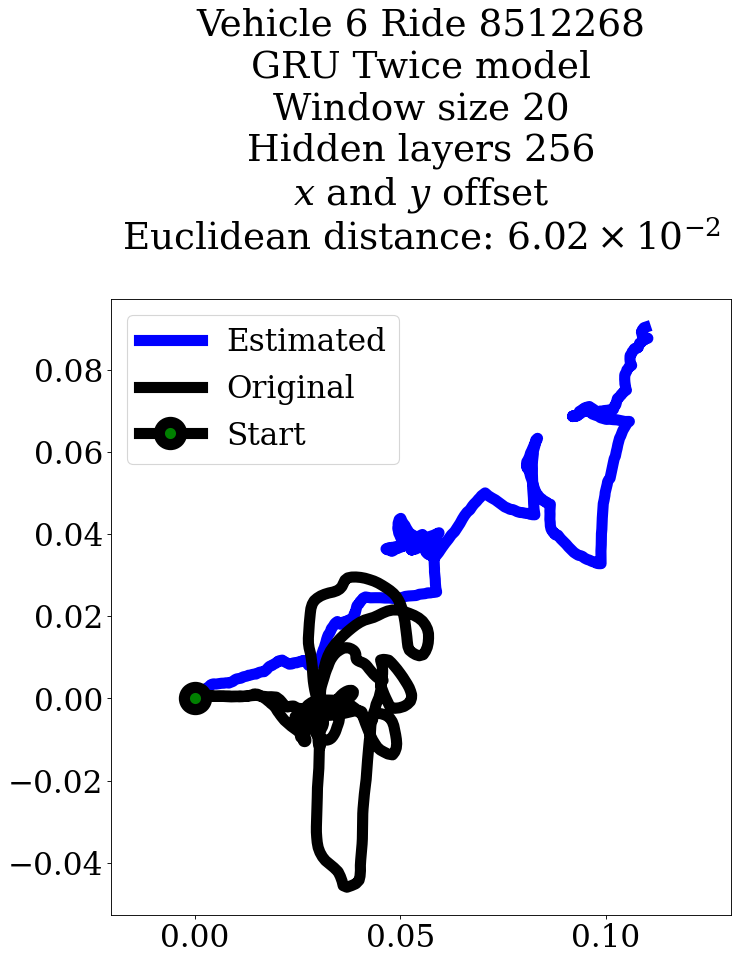 Vehicle 6 Ride 8512268
GRU Twice model
Window size 20
Hidden layers 256
x and y offset
Euclidean distance: 6.02 × 10⁻²
Estimated
Original
Start
0.08
0.06
0.04
0.02
0.00
−0.02
−0.04
0.00 0.05 0.10